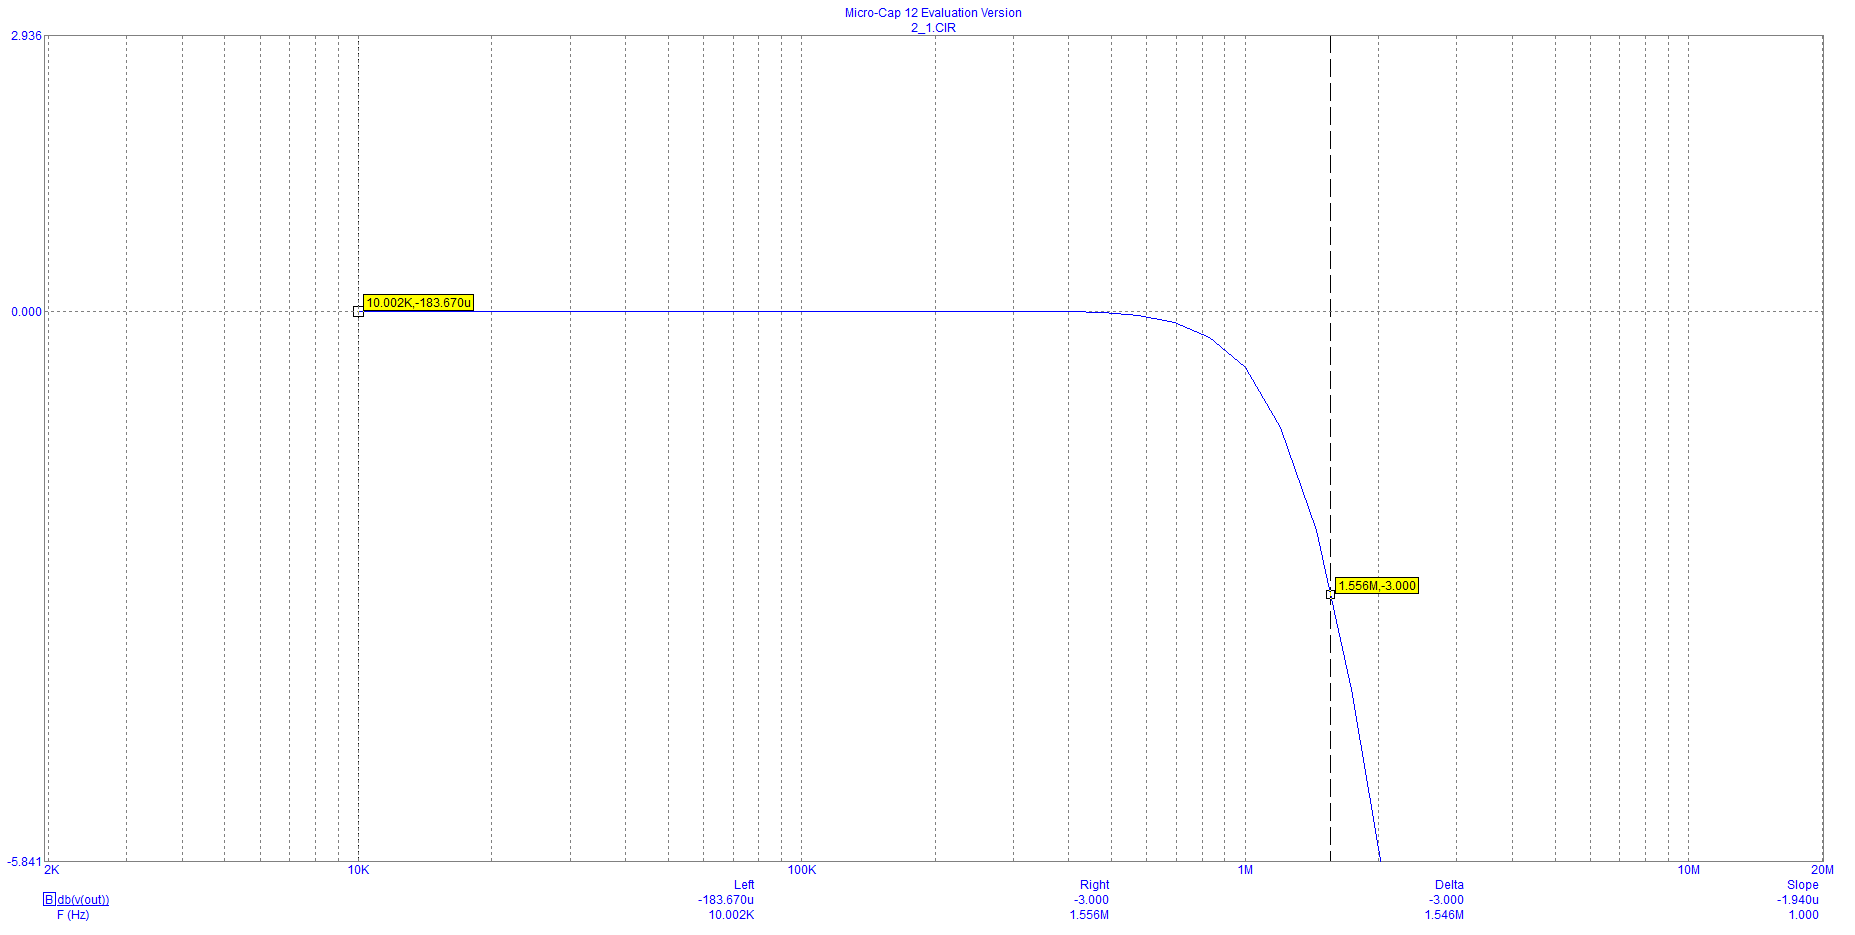 Micro-Cap 12 Evaluation Version
2_1.CIR
2.936
10.002K,-183.670u
0.000
1.556M,-3.000
-5.841
2K 10K 100K 1M 10M 20M
Left Right Delta Slope
B db(v(out)) -183.670u -3.000 -3.000 -1.940u
F (Hz) 10.002K 1.556M 1.546M 1.000